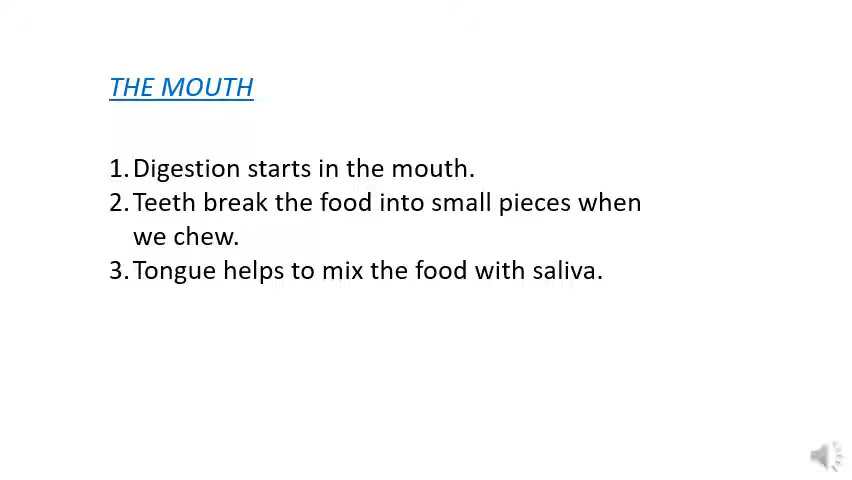 THE MOUTH
1. Digestion starts in the mouth.
2. Teeth break the food into small pieces when
we chew.
3. Tongue helps to mix the food with saliva.